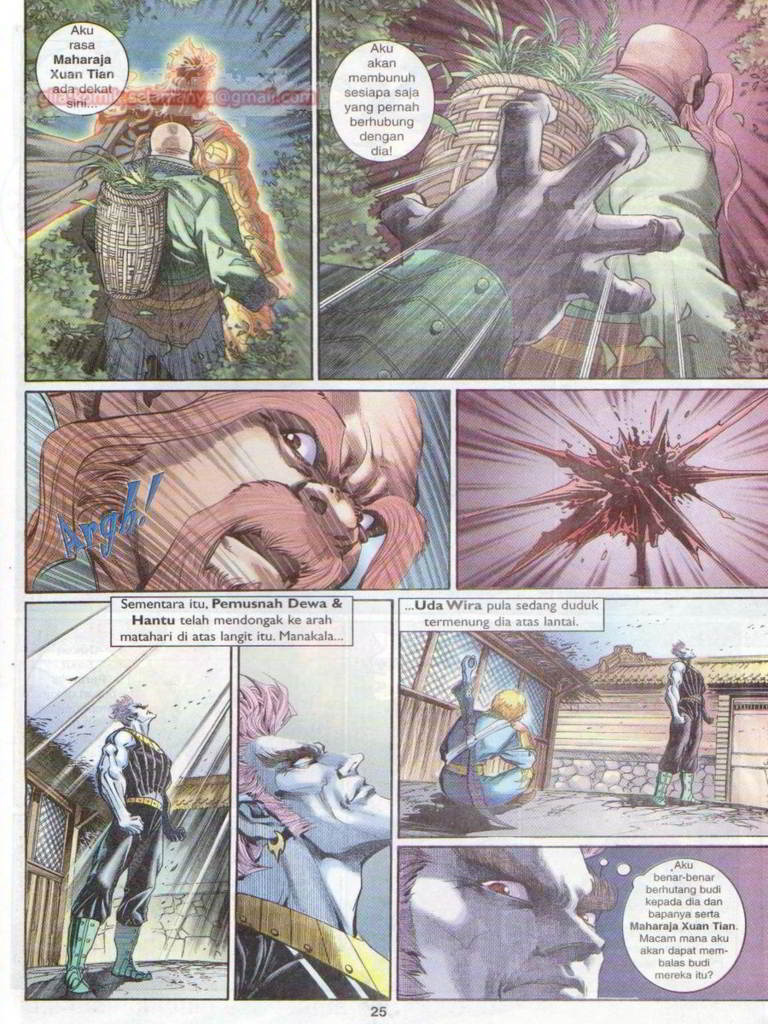 Aku
rasa
Maharaja
Xuan Tian
ada dekat
sini...
Aku
akan
membunuh
sesiapa saja
yang pernah
berhubung
dengan
dia!
Argh!
Sementara itu, Pemusnah Dewa &
Hantu telah mendongak ke arah
matahari di atas langit itu. Manakala...
...Uda Wira pula sedang duduk
termenung dia atas lantai.
Aku
benar-benar
berhutang budi
kepada dia dan
bapanya serta
Maharaja Xuan Tian.
Macam mana aku
akan dapat mem-
balas budi
mereka itu?
25